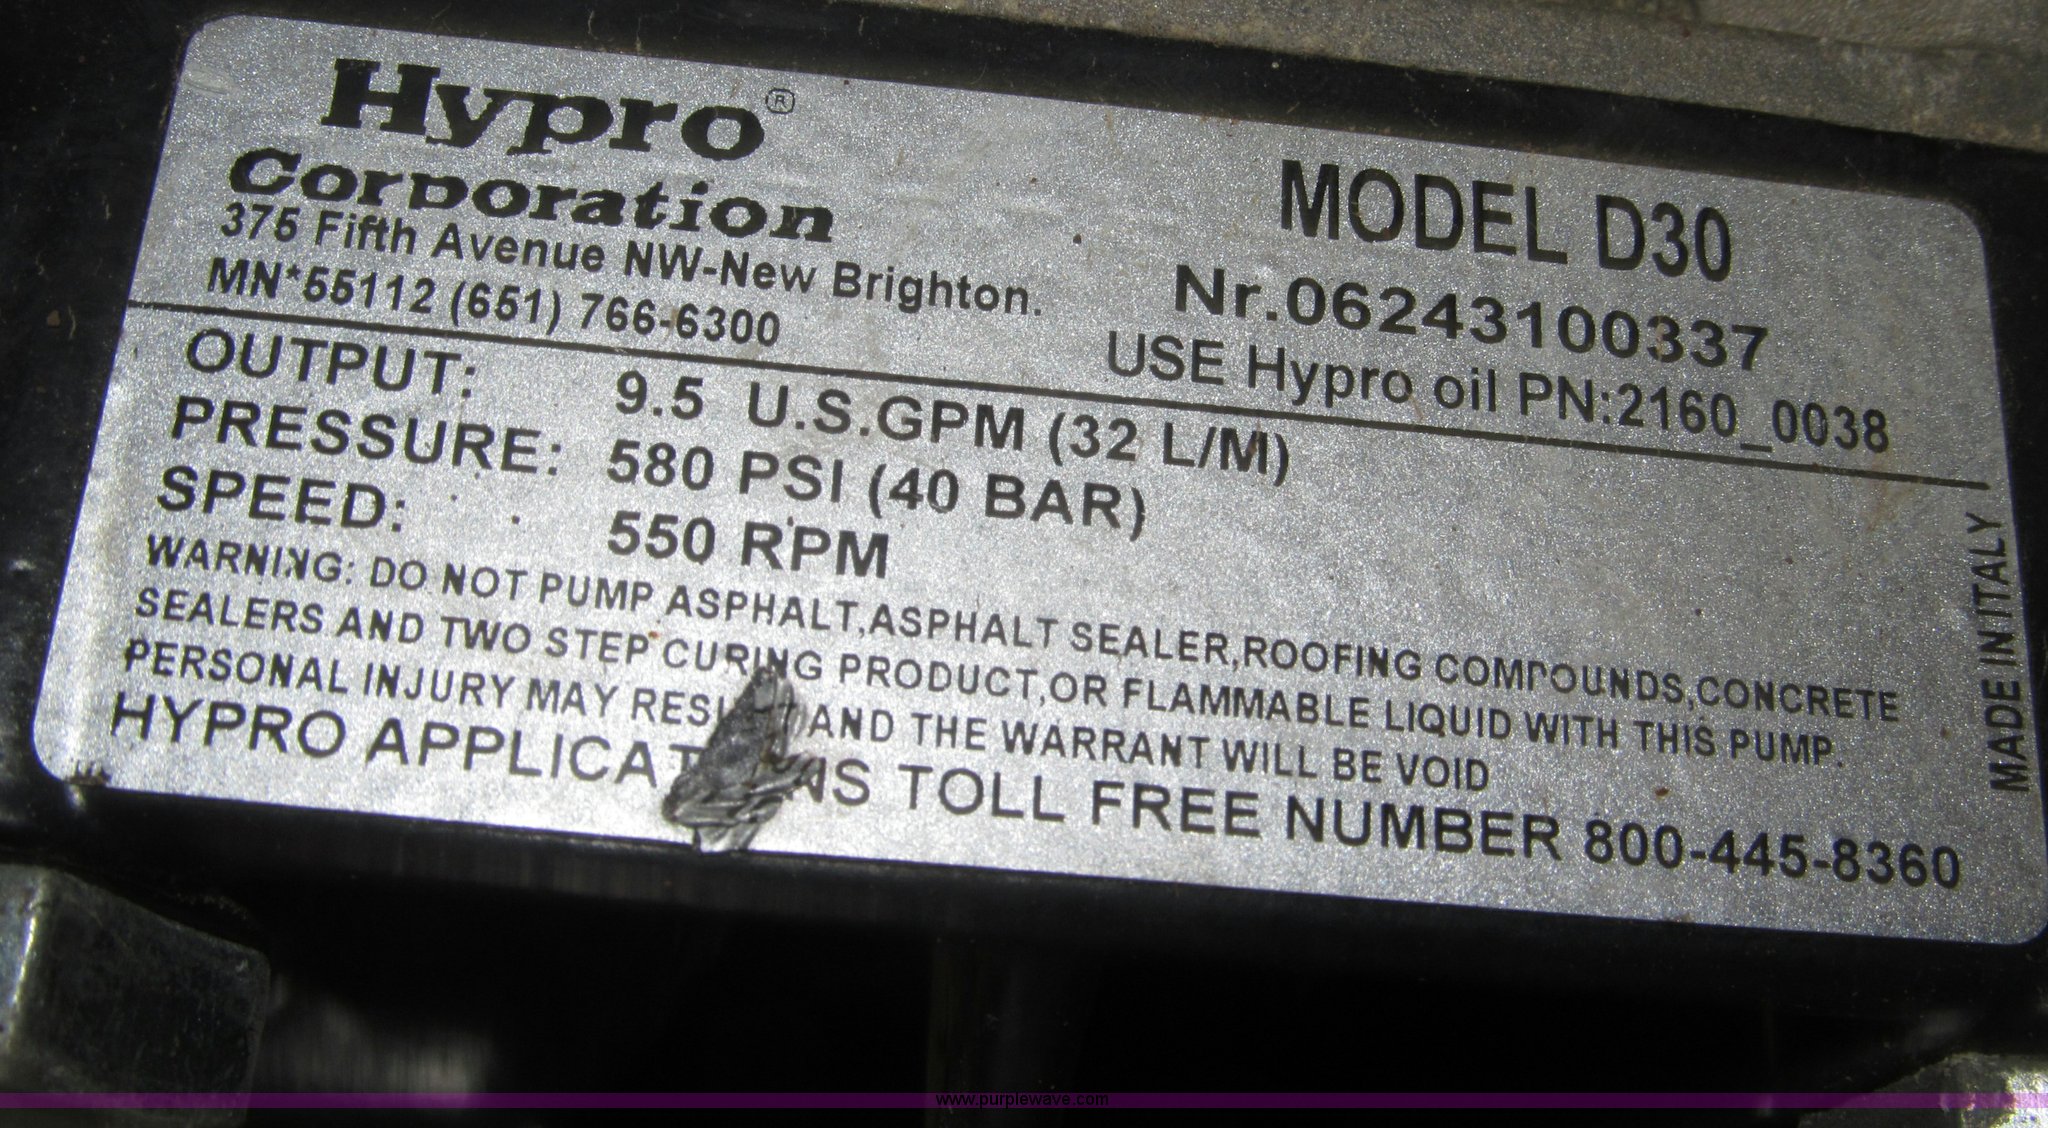 Hypro®
Corporation
375 Fifth Avenue NW-New Brighton.
MN*55112 (651) 766-6300
MODEL D30
Nr.06243100337
USE Hypro oil PN:2160_0038
OUTPUT: 9.5 U.S.GPM (32 L/M)
PRESSURE: 580 PSI (40 BAR)
SPEED: 550 RPM
WARNING: DO NOT PUMP ASPHALT,ASPHALT SEALER,ROOFING COMPOUNDS,CONCRETE
SEALERS AND TWO STEP CURING PRODUCT,OR FLAMMABLE LIQUID WITH THIS PUMP.
PERSONAL INJURY MAY AND THE WARRANT WILL BE VOID
HYPRO TOLL FREE NUMBER 800-445-8360
MADE IN ITALY
www.purplewave.com